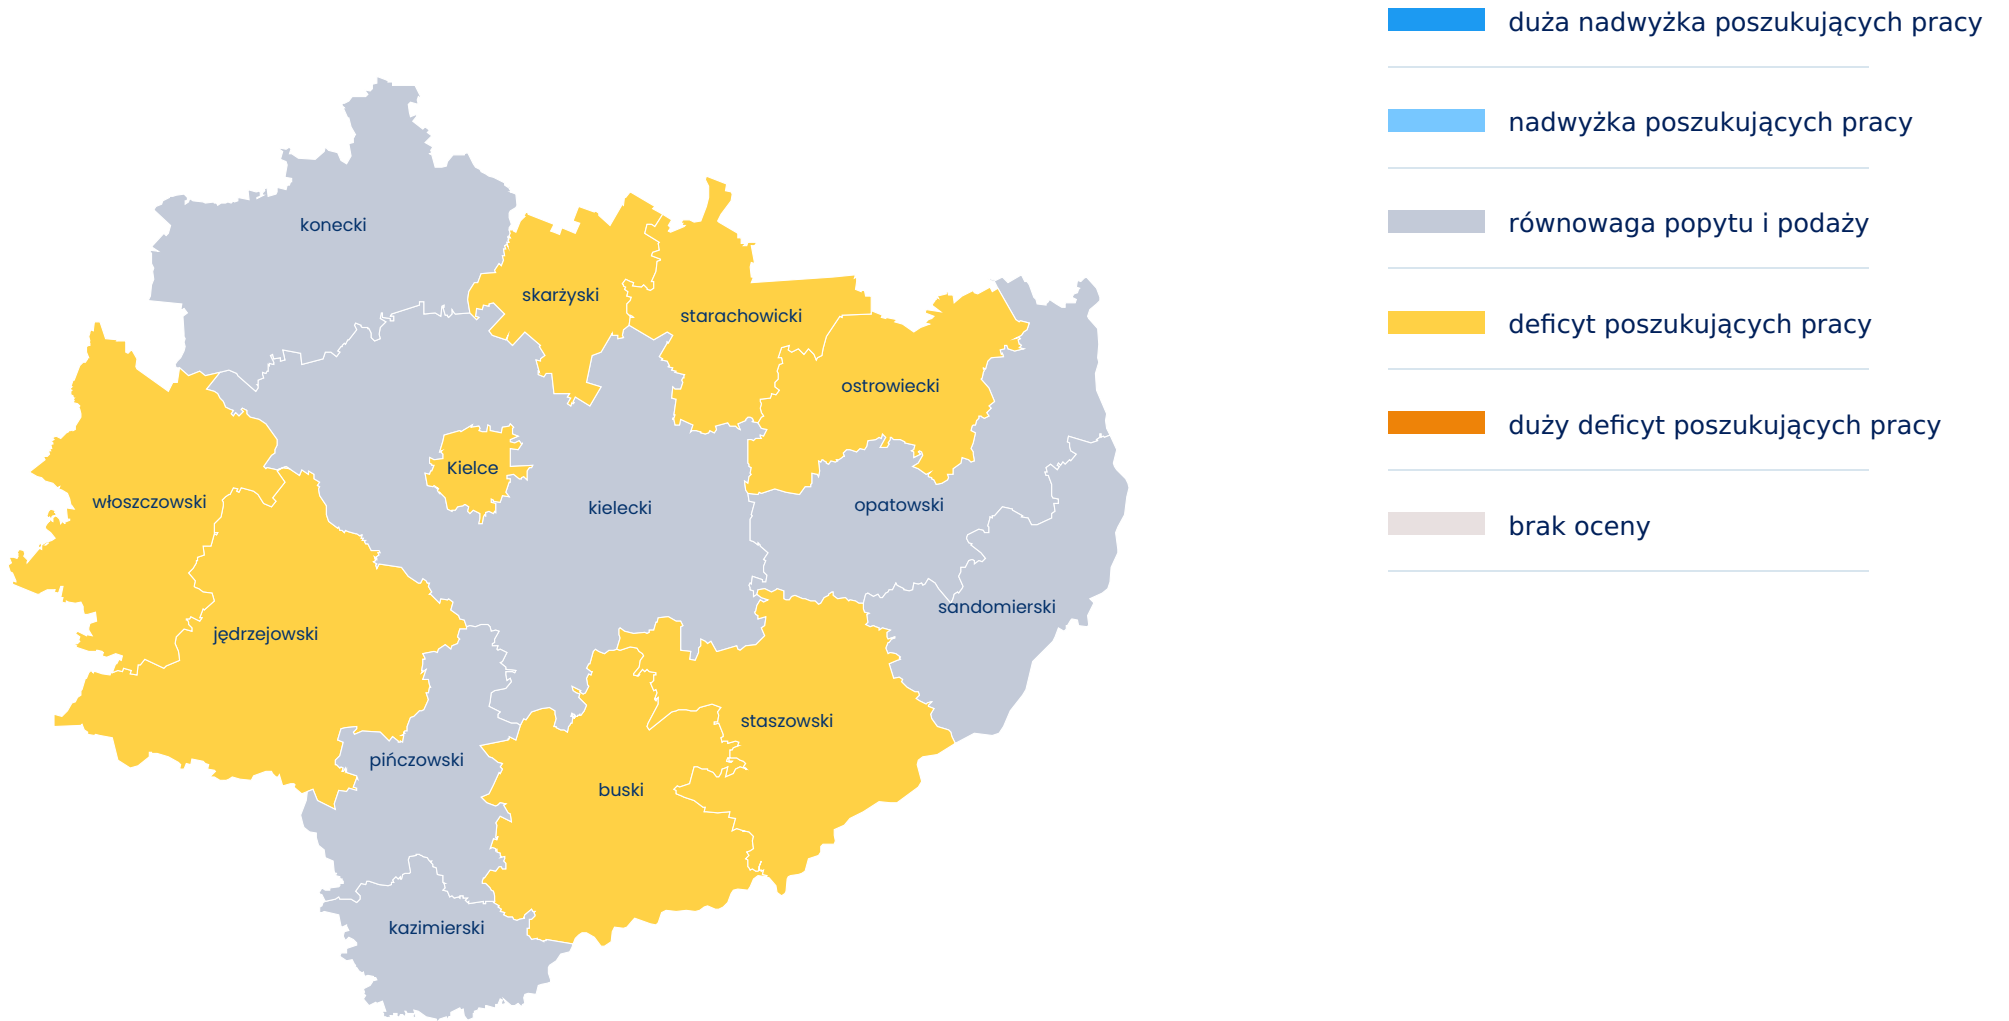 duża nadwyżka poszukujących pracy
nadwyżka poszukujących pracy
równowaga popytu i podaży
deficyt poszukujących pracy
duży deficyt poszukujących pracy
brak oceny
konecki
skarżyski
starachowicki
ostrowiecki
Kielce
włoszczowski
kielecki
opatowski
sandomierski
jędrzejowski
staszowski
pińczowski
buski
kazimierski